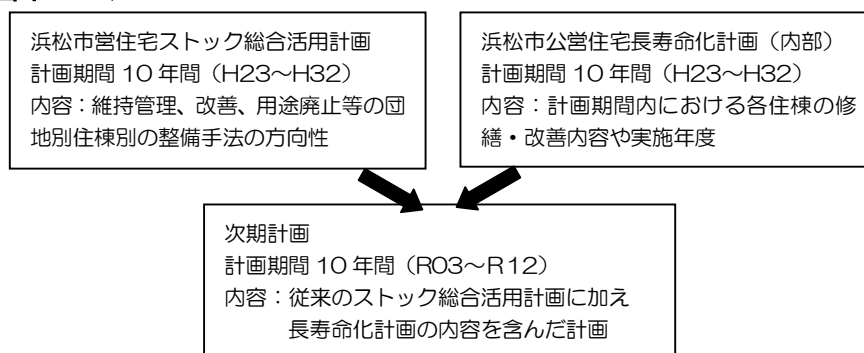 浜松市営住宅ストック総合活用計画
計画期間 10 年間（H23～H32）
内容：維持管理、改善、用途廃止等の団
地別住棟別の整備手法の方向性
浜松市公営住宅長寿命化計画（内部）
計画期間 10 年間（H23～H32）
内容：計画期間内における各住棟の修
繕・改善内容や実施年度
次期計画
計画期間 10 年間（R03～R12）
内容：従来のストック総合活用計画に加え
長寿命化計画の内容を含んだ計画